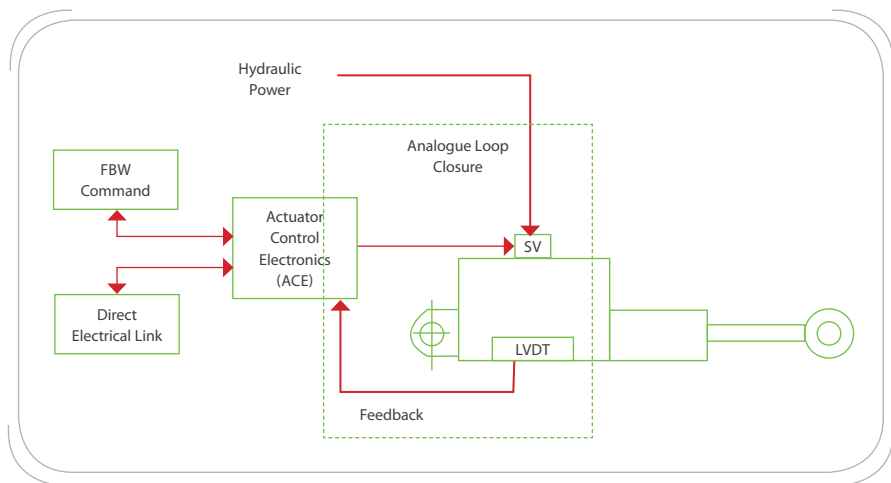 Hydraulic
Power
Analogue Loop
Closure
FBW
Command
Actuator
Control
Electronics
(ACE)
SV
Direct
Electrical Link
LVDT
Feedback